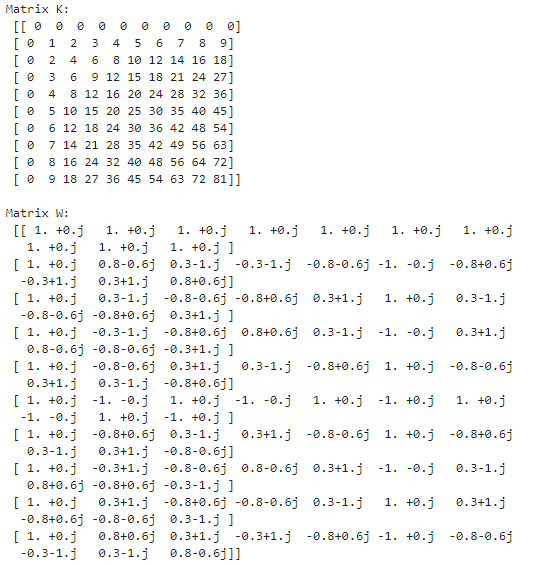 Matrix K:
 [[ 0  0  0  0  0  0  0  0  0  0]
 [ 0  1  2  3  4  5  6  7  8  9]
 [ 0  2  4  6  8 10 12 14 16 18]
 [ 0  3  6  9 12 15 18 21 24 27]
 [ 0  4  8 12 16 20 24 28 32 36]
 [ 0  5 10 15 20 25 30 35 40 45]
 [ 0  6 12 18 24 30 36 42 48 54]
 [ 0  7 14 21 28 35 42 49 56 63]
 [ 0  8 16 24 32 40 48 56 64 72]
 [ 0  9 18 27 36 45 54 63 72 81]]

Matrix W:
 [[ 1. +0.j   1. +0.j   1. +0.j   1. +0.j   1. +0.j   1. +0.j   1. +0.j
   1. +0.j   1. +0.j   1. +0.j ]
 [ 1. +0.j   0.8-0.6j  0.3-1.j  -0.3-1.j  -0.8-0.6j -1. -0.j  -0.8+0.6j
  -0.3+1.j   0.3+1.j   0.8+0.6j]
 [ 1. +0.j   0.3-1.j  -0.8-0.6j -0.8+0.6j  0.3+1.j   1. +0.j   0.3-1.j
  -0.8-0.6j -0.8+0.6j  0.3+1.j ]
 [ 1. +0.j  -0.3-1.j  -0.8+0.6j  0.8+0.6j  0.3-1.j  -1. -0.j   0.3+1.j
   0.8-0.6j -0.8-0.6j -0.3+1.j ]
 [ 1. +0.j  -0.8-0.6j  0.3+1.j   0.3-1.j  -0.8+0.6j  1. +0.j  -0.8-0.6j
   0.3+1.j   0.3-1.j  -0.8+0.6j]
 [ 1. +0.j  -1. -0.j   1. +0.j  -1. -0.j   1. +0.j  -1. +0.j   1. +0.j
  -1. -0.j   1. +0.j  -1. +0.j ]
 [ 1. +0.j  -0.8+0.6j  0.3-1.j   0.3+1.j  -0.8-0.6j  1. +0.j  -0.8+0.6j
   0.3-1.j   0.3+1.j  -0.8-0.6j]
 [ 1. +0.j  -0.3+1.j  -0.8-0.6j  0.8-0.6j  0.3+1.j  -1. -0.j   0.3-1.j
   0.8+0.6j -0.8+0.6j -0.3-1.j ]
 [ 1. +0.j   0.3+1.j  -0.8+0.6j -0.8-0.6j  0.3-1.j   1. +0.j   0.3+1.j
  -0.8+0.6j -0.8-0.6j  0.3-1.j ]
 [ 1. +0.j   0.8+0.6j  0.3+1.j  -0.3+1.j  -0.8+0.6j -1. +0.j  -0.8-0.6j
  -0.3-1.j   0.3-1.j   0.8-0.6j]]